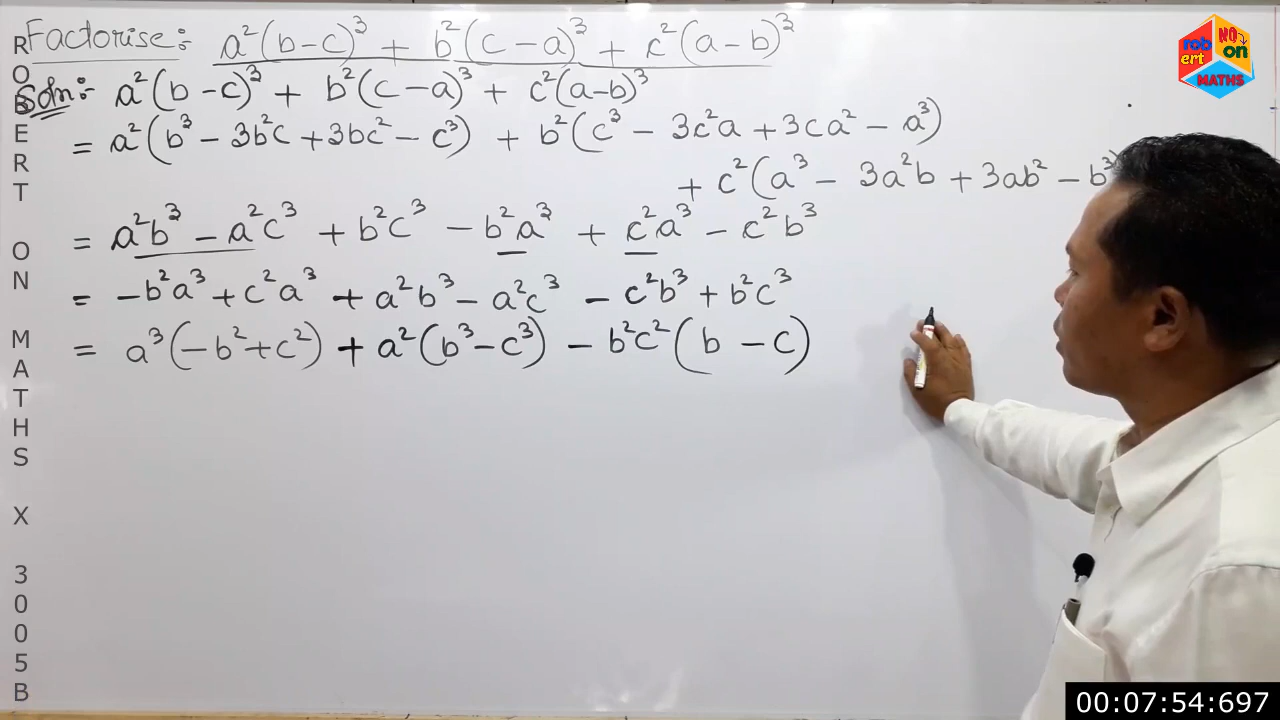 Factorise:- a²(b-c)³ + b²(c-a)³ + c²(a-b)³
Soln:- a²(b-c)³ + b²(c-a)³ + c²(a-b)³
= a²(b³ - 3b²c + 3bc² - c³) + b²(c³ - 3c²a + 3ca² - a³)
+ c²(a³ - 3a²b + 3ab² - b³)
= a²b³ - a²c³ + b²c³ - b²a³ + c²a³ - c²b³
= -b²a³ + c²a³ + a²b³ - a²c³ - c²b³ + b²c³
= a³(-b²+c²) + a²(b³-c³) - b²c²(b - c)
ROBERT ON MATHS X 3005B
rob NO
ert on
MATHS
00:07:54:697